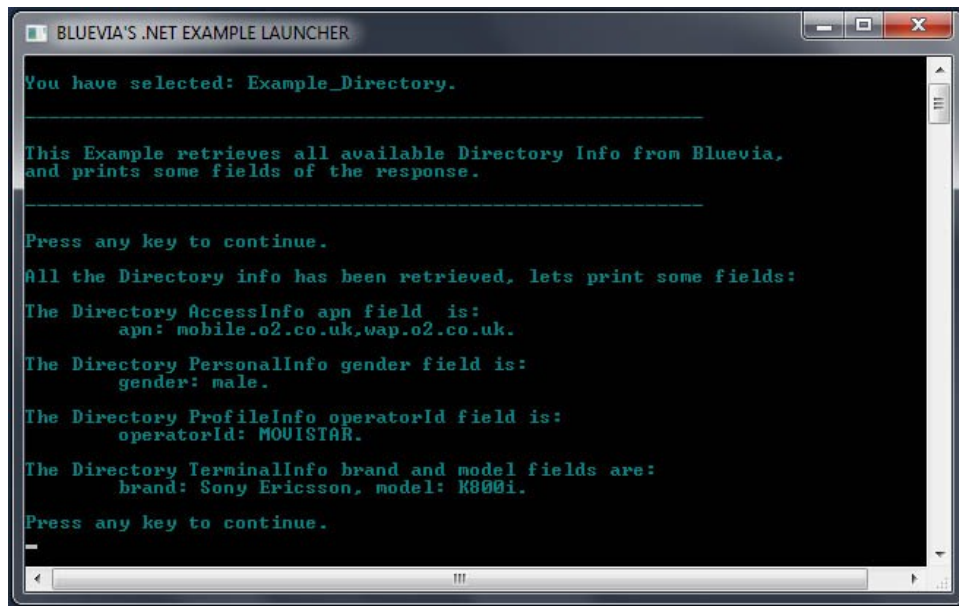 BLUEVIA'S .NET EXAMPLE LAUNCHER
You have selected: Example_Directory.
This Example retrieves all available Directory Info from Bluevia,
and prints some fields of the response.
Press any key to continue.
All the Directory info has been retrieved, lets print some fields:
The Directory AccessInfo apn field  is:
apn: mobile.o2.co.uk,wap.o2.co.uk.
The Directory PersonalInfo gender field is:
gender: male.
The Directory ProfileInfo operatorId field is:
operatorId: MOVISTAR.
The Directory TerminalInfo brand and model fields are:
brand: Sony Ericsson, model: K800i.
Press any key to continue.